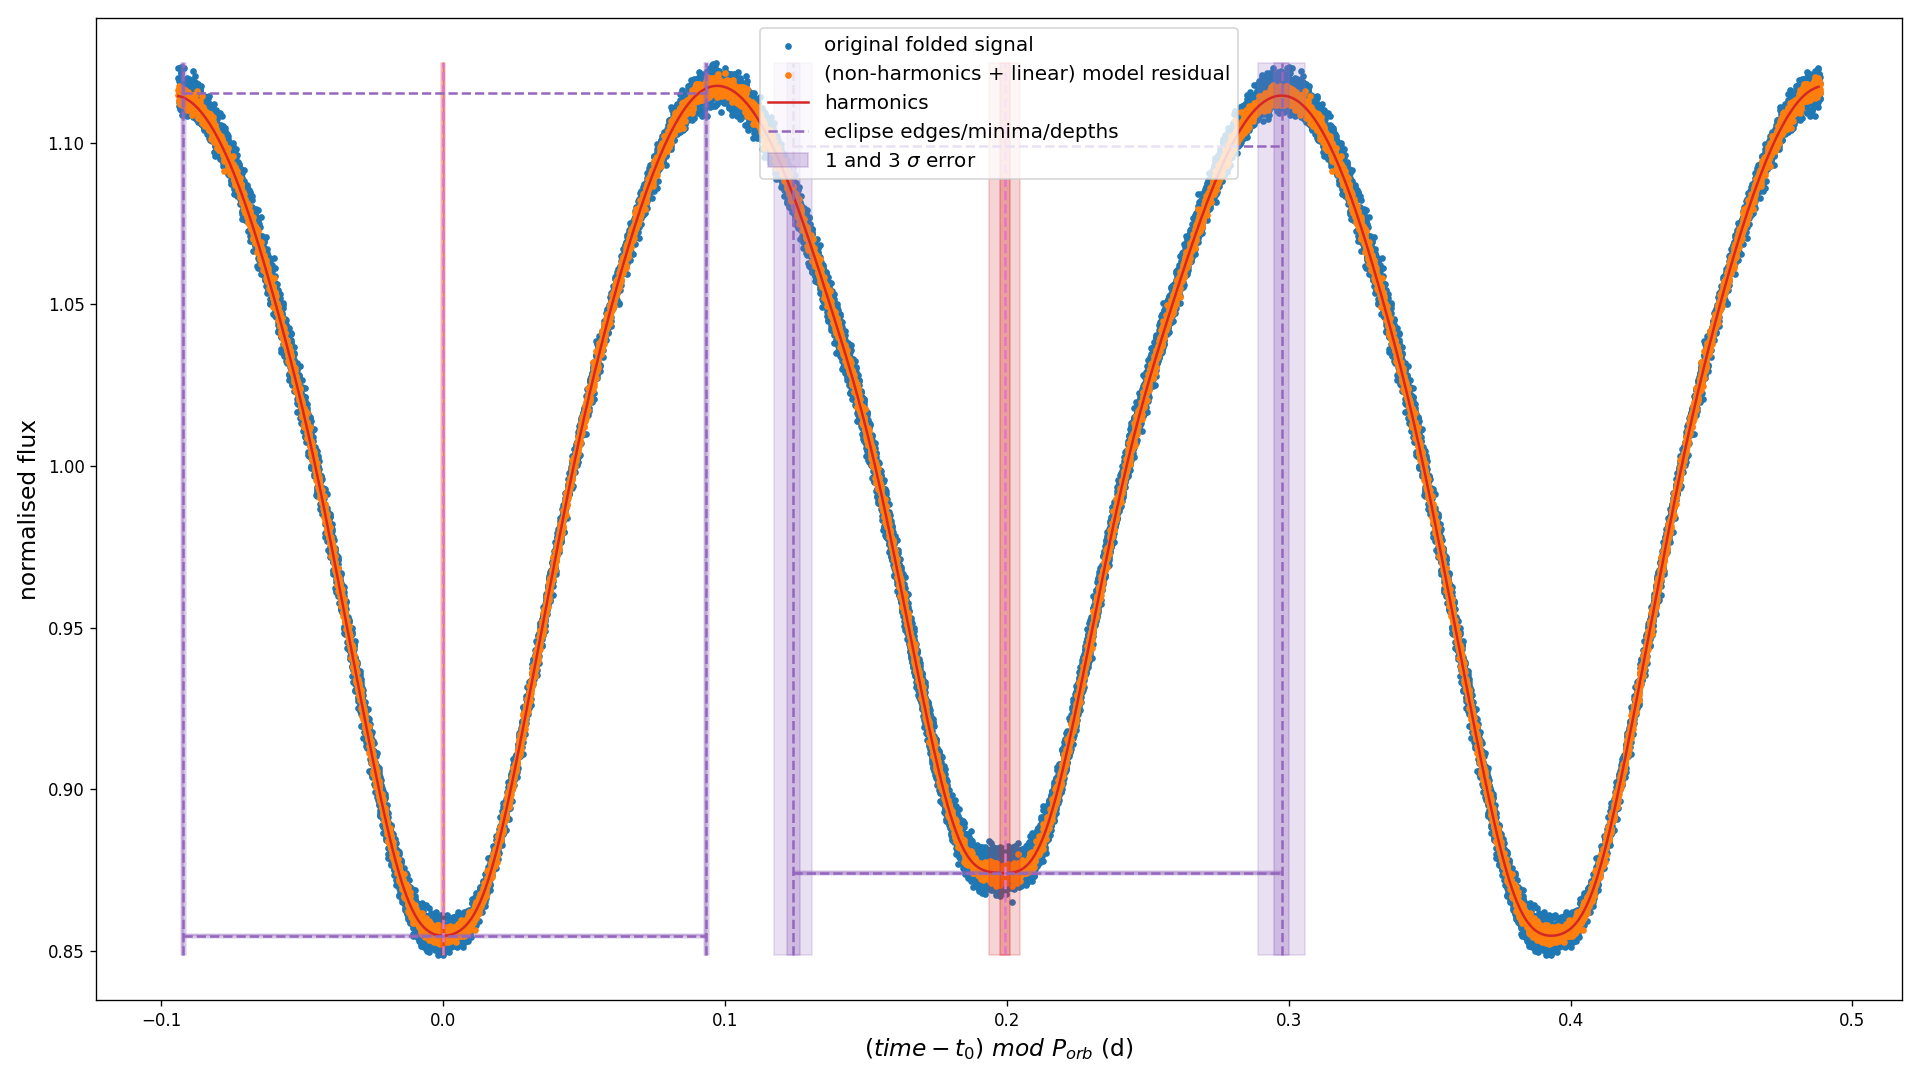 original folded signal
(non-harmonics + linear) model residual
harmonics
eclipse edges/minima/depths
1 and 3 σ error
normalised flux
1.10
1.05
1.00
0.95
0.90
0.85
−0.1 0.0 0.1 0.2 0.3 0.4 0.5
(time − t₀) mod P_orb (d)